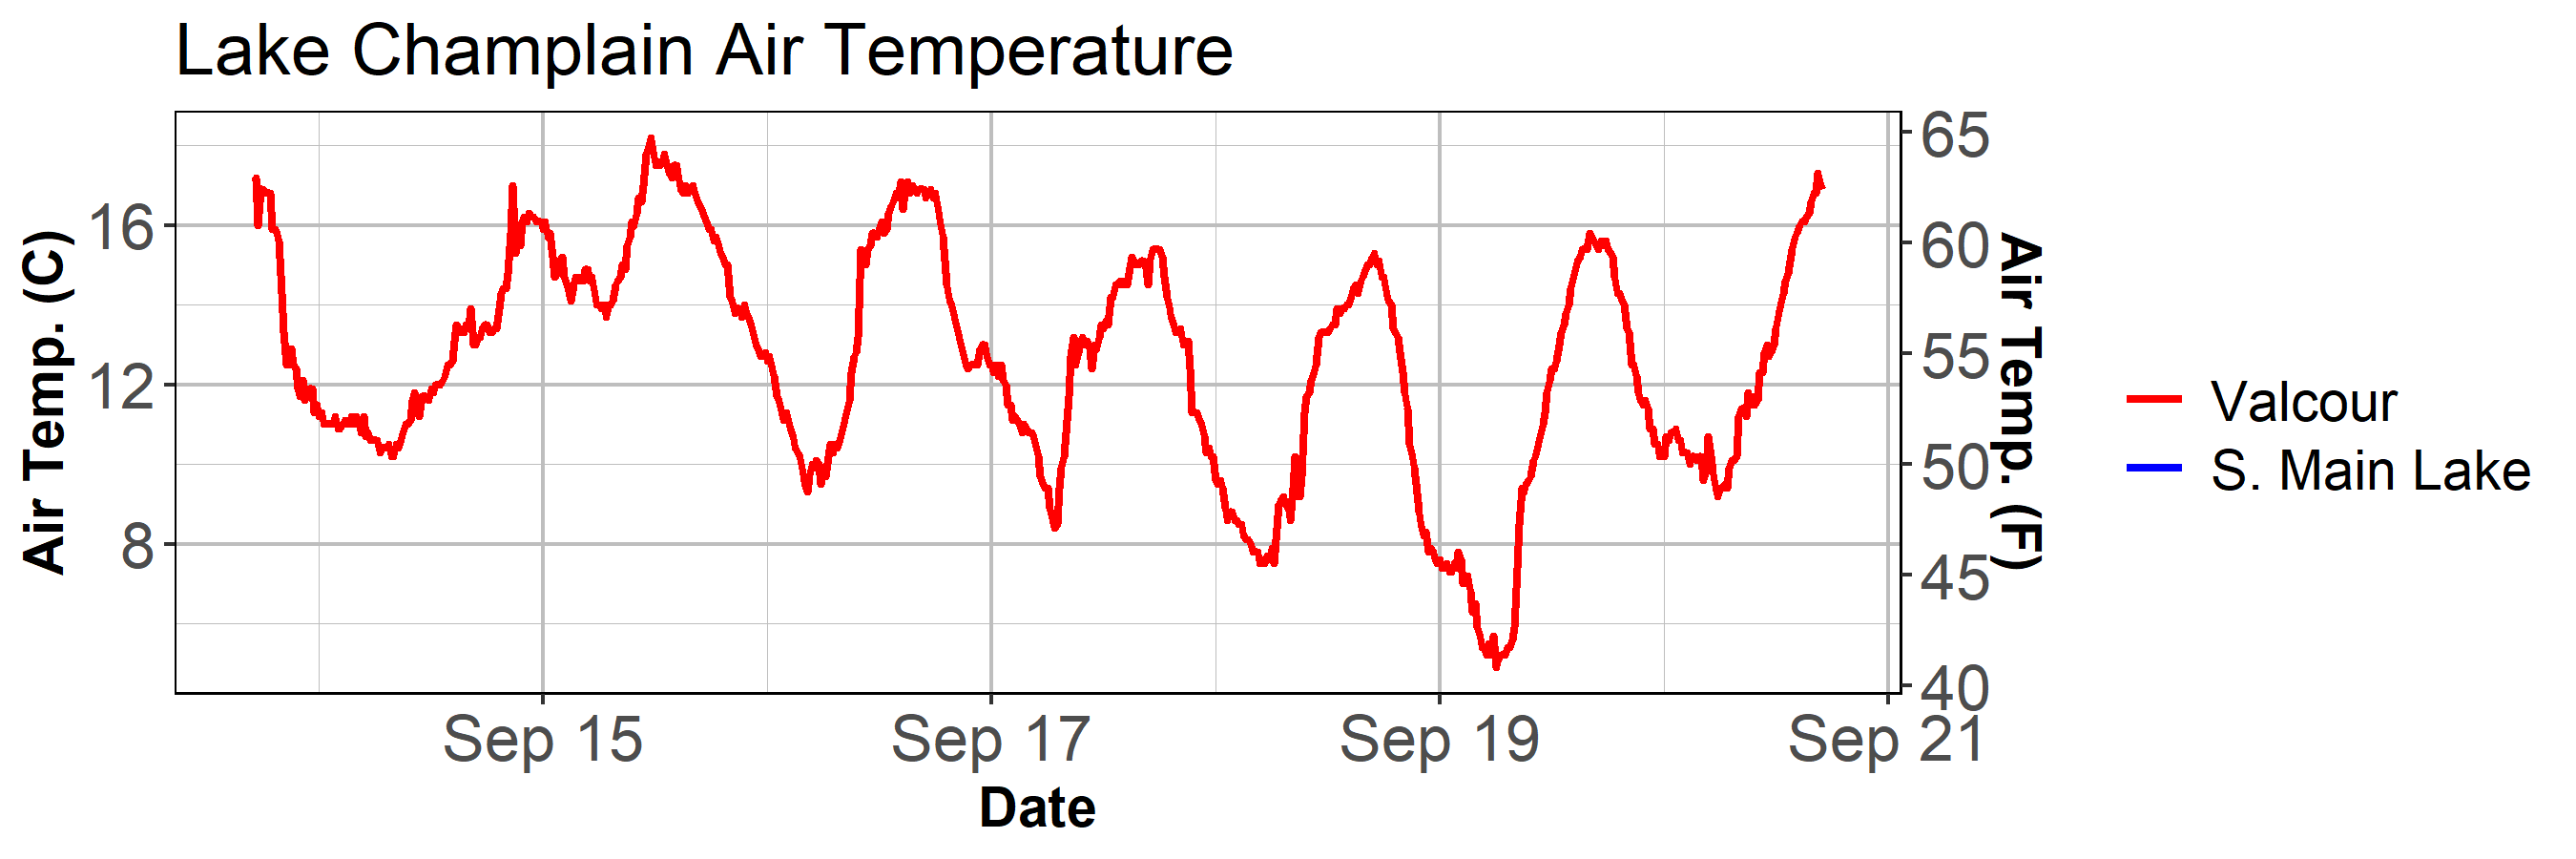 Lake Champlain Air Temperature
Air Temp. (C)
16
12
8
65
60
55
50
45
40
Air Temp. (F)
Sep 15
Sep 17
Sep 19
Sep 21
Date
Valcour
S. Main Lake